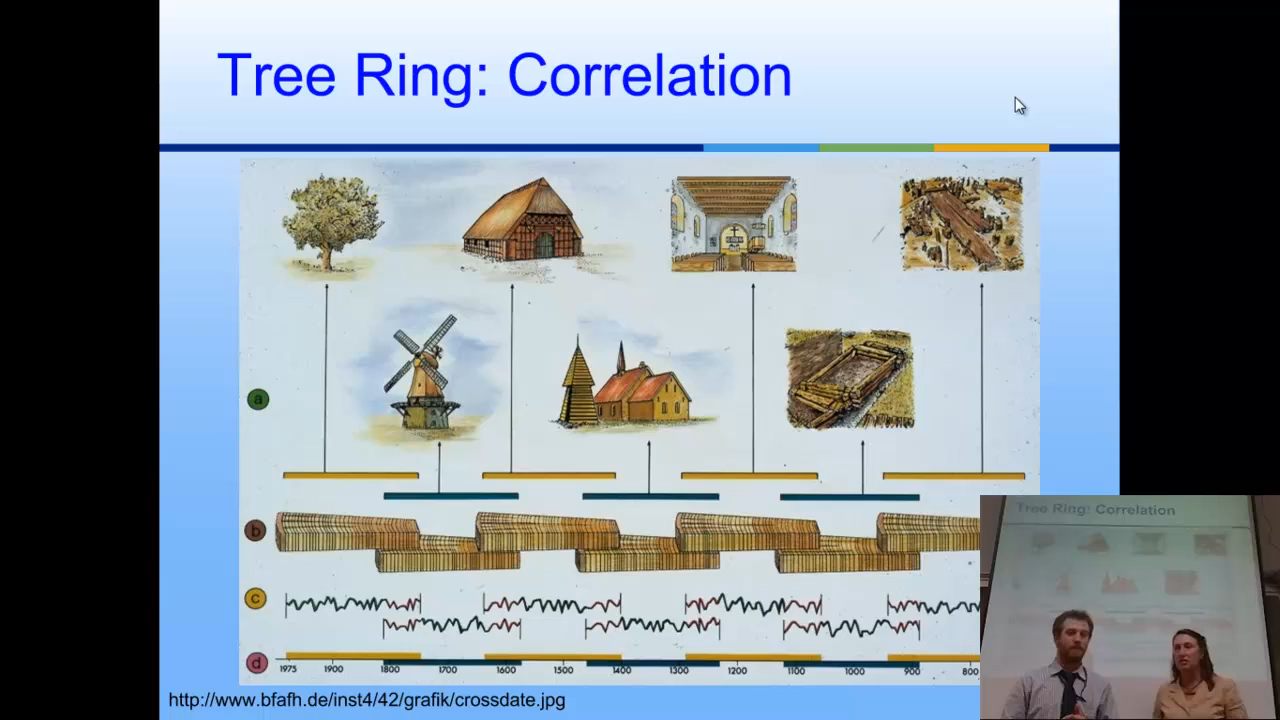 Tree Ring: Correlation
a
b
c
d
1975 1900 1800 1700 1600 1500 1400 1300 1200 1100 1000 900 800
http://www.bfafh.de/inst4/42/grafik/crossdate.jpg
Tree Ring: Correlation